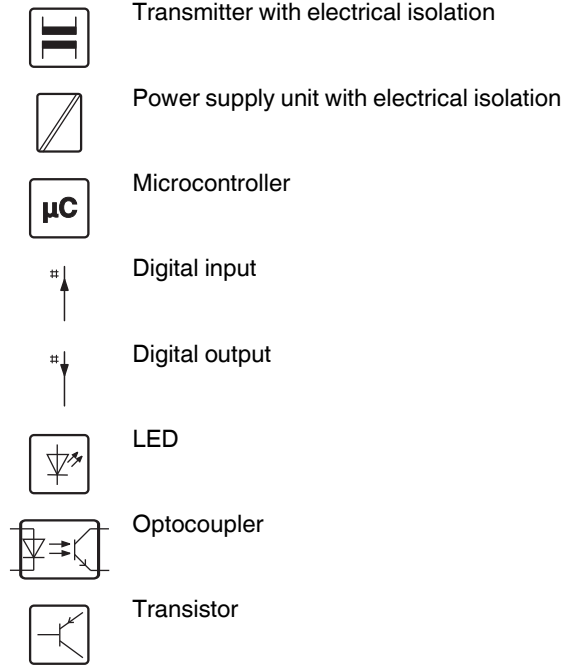 Transmitter with electrical isolation
Power supply unit with electrical isolation
µC
Microcontroller
#
Digital input
#
Digital output
LED
Optocoupler
Transistor